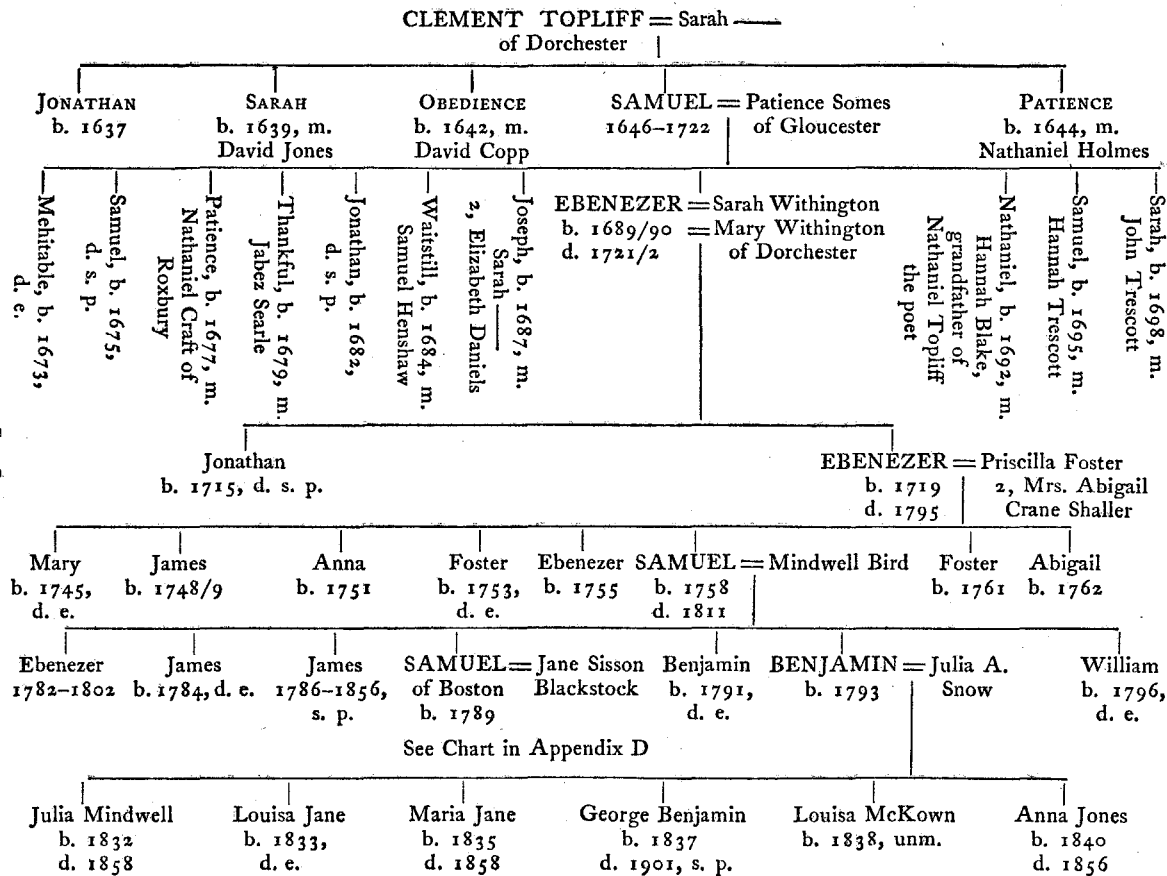 CLEMENT TOPLIFF = Sarah ——
of Dorchester
JONATHAN
b. 1637
SARAH
b. 1639, m.
David Jones
OBEDIENCE
b. 1642, m.
David Copp
SAMUEL = Patience Somes
1646–1722 of Gloucester
PATIENCE
b. 1644, m.
Nathaniel Holmes
Mehitable, b. 1673,
d. e.
Samuel, b. 1675,
d. s. p.
Patience, b. 1677, m.
Nathaniel Craft of
Roxbury
Thankful, b. 1679, m.
Jabez Searle
Jonathan, b. 1682,
d. s. p.
Waitstill, b. 1684, m.
Samuel Henshaw
Joseph, b. 1687, m.
Sarah ——
2, Elizabeth Daniels
EBENEZER = Sarah Withington
b. 1689/90 = Mary Withington
d. 1721/2 of Dorchester
Nathaniel, b. 1692, m.
Hannah Blake,
grandfather of
Nathaniel Topliff
the poet
Samuel, b. 1695, m.
Hannah Trescott
Sarah, b. 1698, m.
John Trescott
Jonathan
b. 1715, d. s. p.
EBENEZER = Priscilla Foster
b. 1719 2, Mrs. Abigail
d. 1795 Crane Shaller
Mary
b. 1745,
d. e.
James
b. 1748/9
Anna
b. 1751
Foster
b. 1753,
d. e.
Ebenezer
b. 1755
SAMUEL = Mindwell Bird
b. 1758
d. 1811
Foster
b. 1761
Abigail
b. 1762
Ebenezer
1782–1802
James
b. 1784, d. e.
James
1786–1856,
s. p.
SAMUEL = Jane Sisson
of Boston Blackstock
b. 1789
Benjamin
b. 1791,
d. e.
BENJAMIN = Julia A.
b. 1793 Snow
William
b. 1796,
d. e.
See Chart in Appendix D
Julia Mindwell
b. 1832
d. 1858
Louisa Jane
b. 1833,
d. e.
Maria Jane
b. 1835
d. 1858
George Benjamin
b. 1837
d. 1901, s. p.
Louisa McKown
b. 1838, unm.
Anna Jones
b. 1840
d. 1856